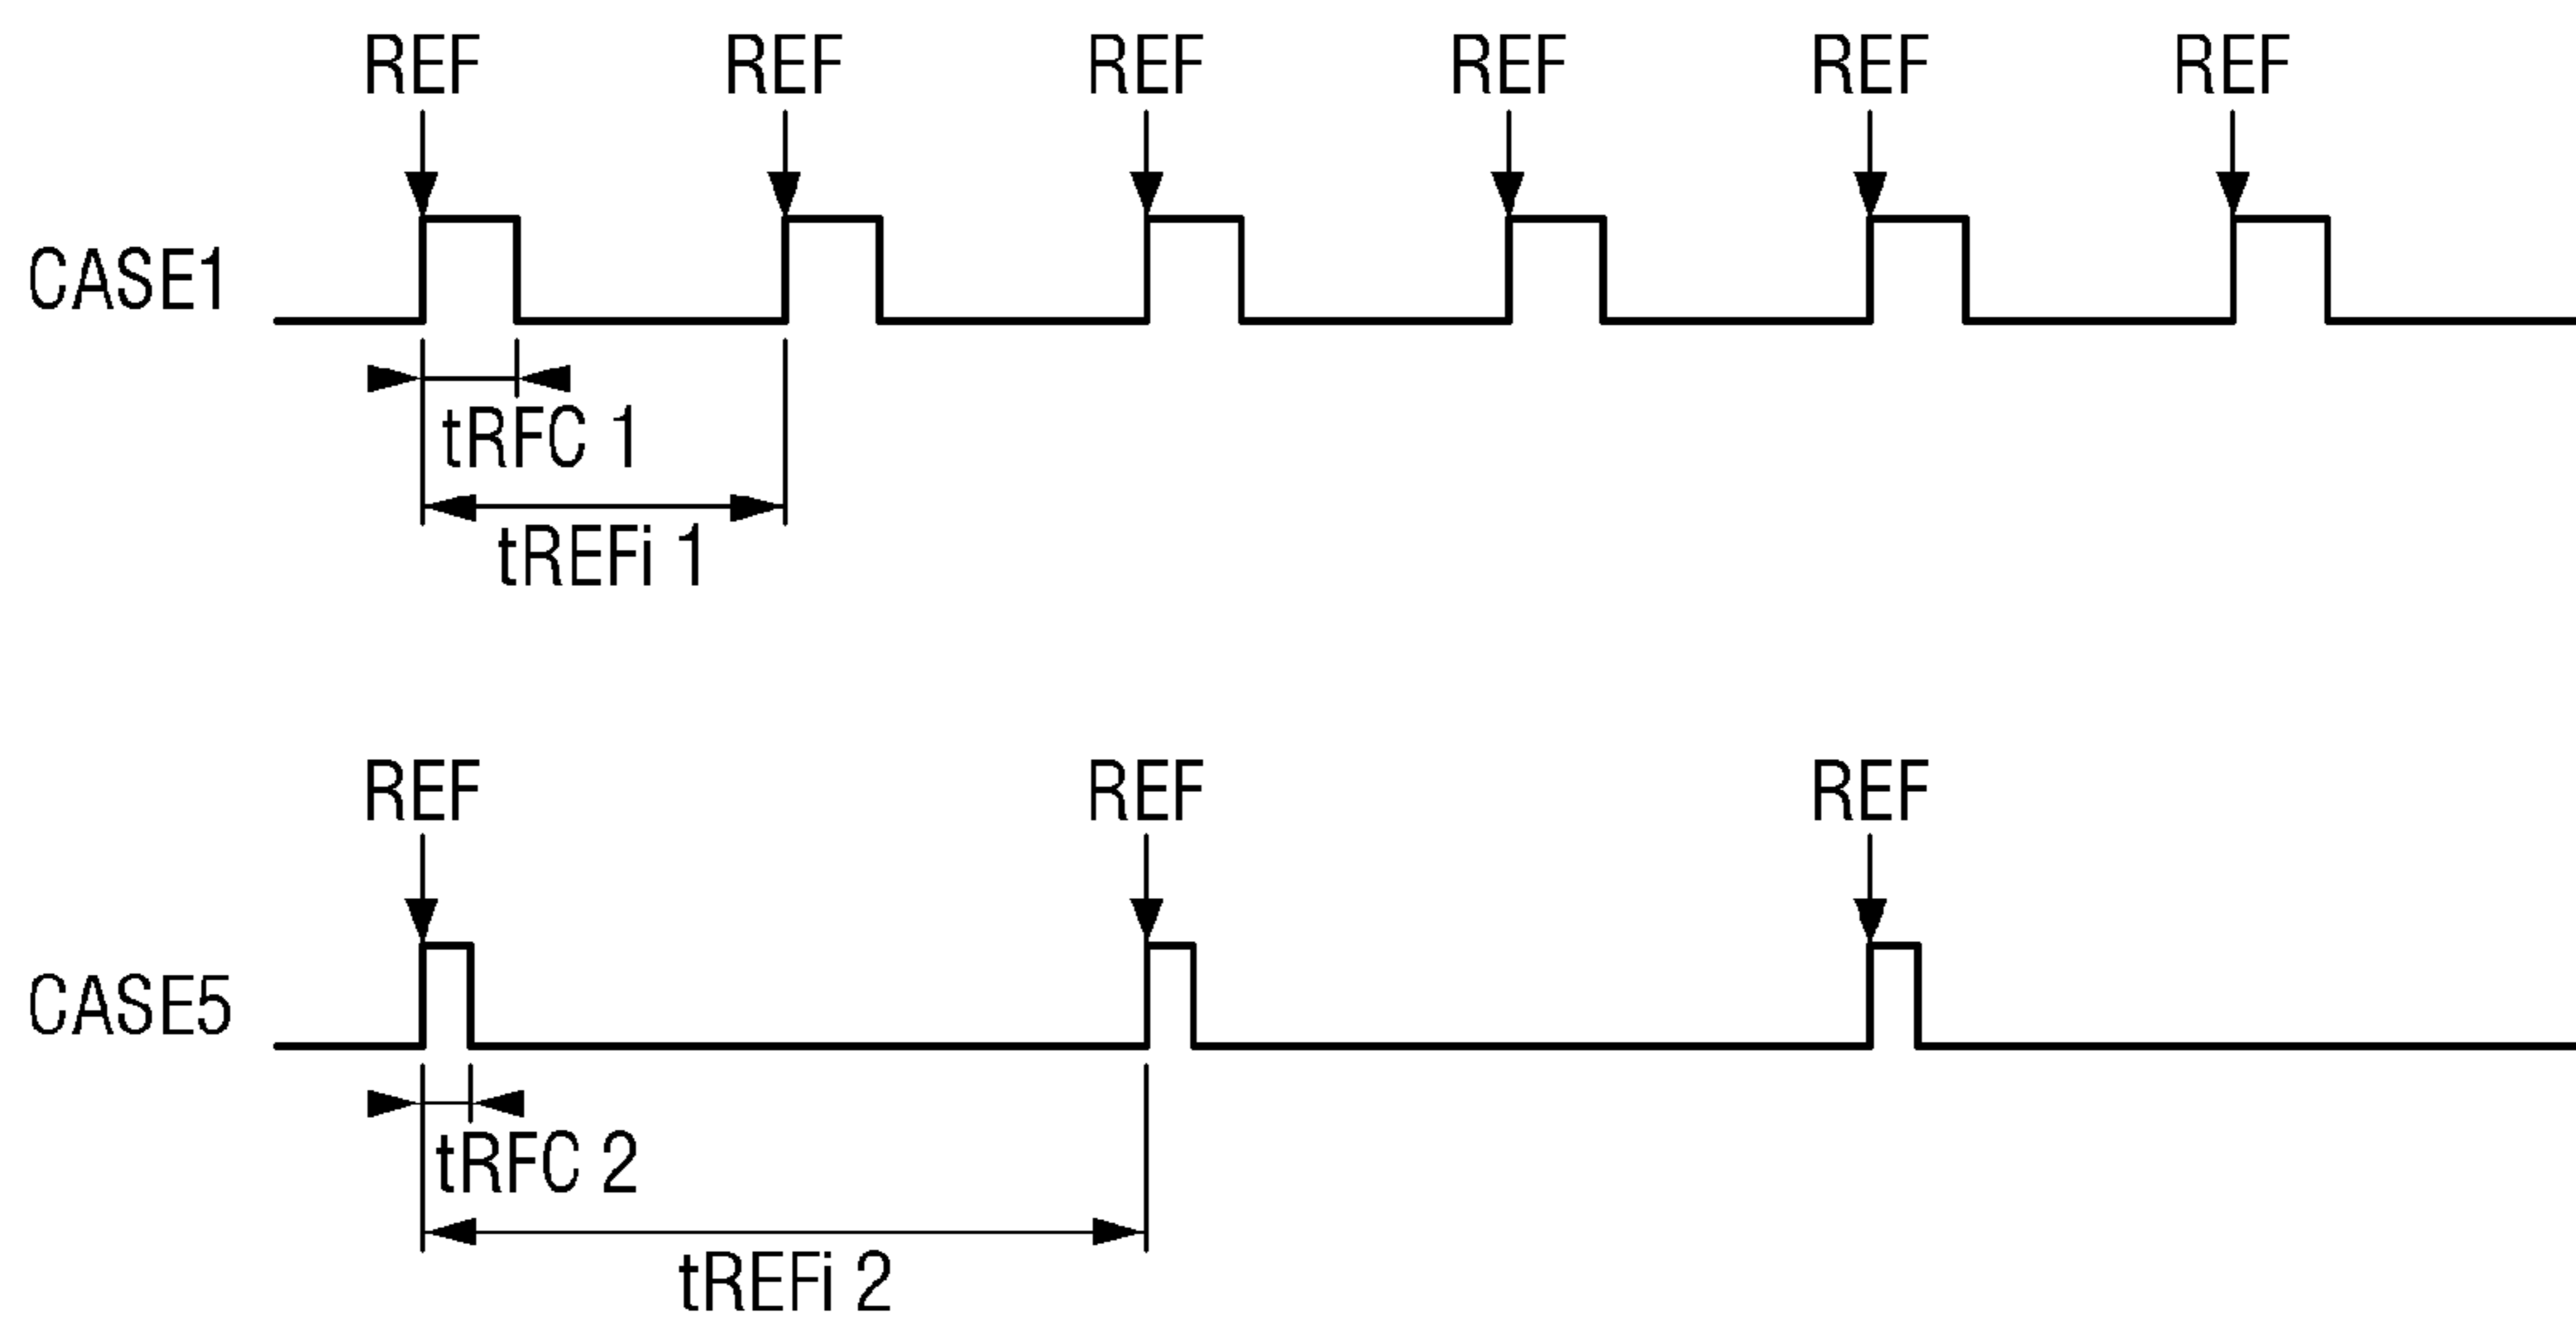 REF REF REF REF REF REF
CASE1
tRFC 1
tREFi 1
REF REF REF
CASE5
tRFC 2
tREFi 2